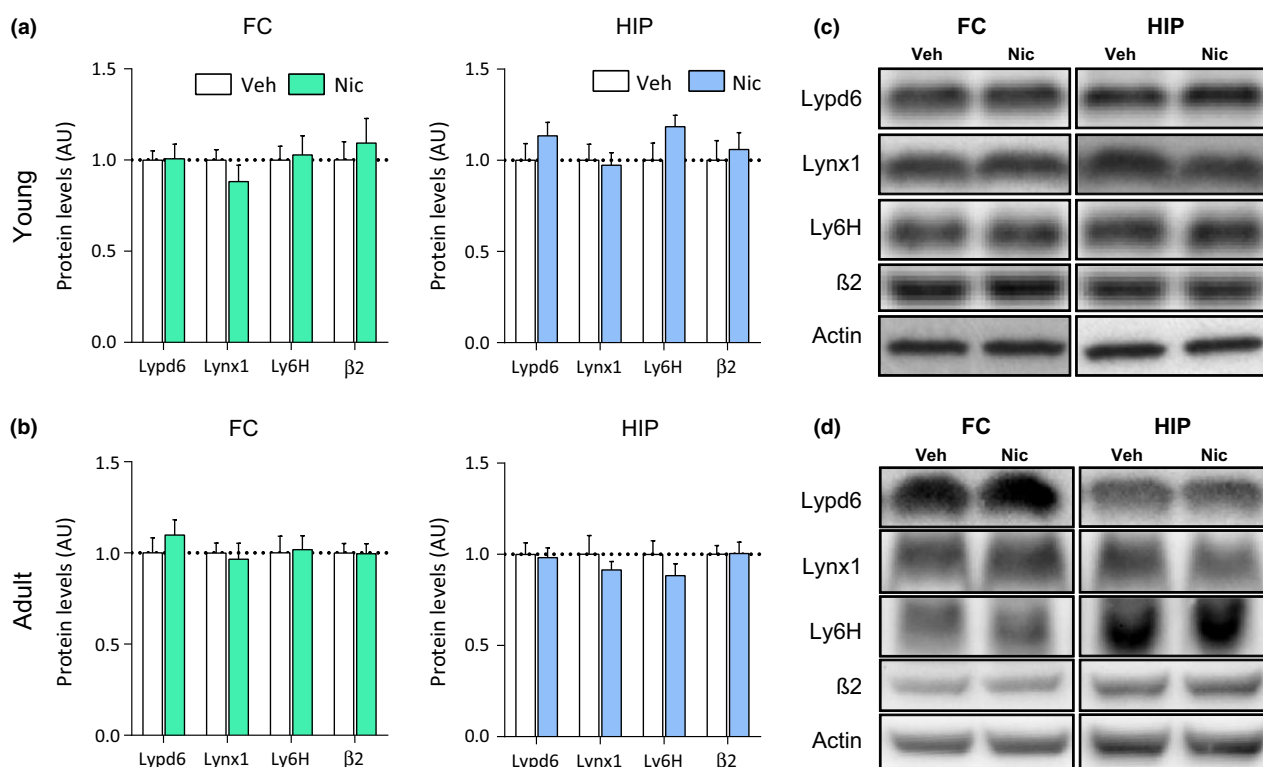 (a)
FC
HIP
Young
Protein levels (AU)
1.5
1.0
0.5
0.0
Veh Nic
Lypd6 Lynx1 Ly6H β2
Protein levels (AU)
1.5
1.0
0.5
0.0
Veh Nic
Lypd6 Lynx1 Ly6H β2
(b)
FC
HIP
Adult
Protein levels (AU)
1.5
1.0
0.5
0.0
Lypd6 Lynx1 Ly6H β2
Protein levels (AU)
1.5
1.0
0.5
0.0
Lypd6 Lynx1 Ly6H β2
(c)
FC HIP
Veh Nic Veh Nic
Lypd6
Lynx1
Ly6H
ß2
Actin
(d)
FC HIP
Veh Nic Veh Nic
Lypd6
Lynx1
Ly6H
ß2
Actin